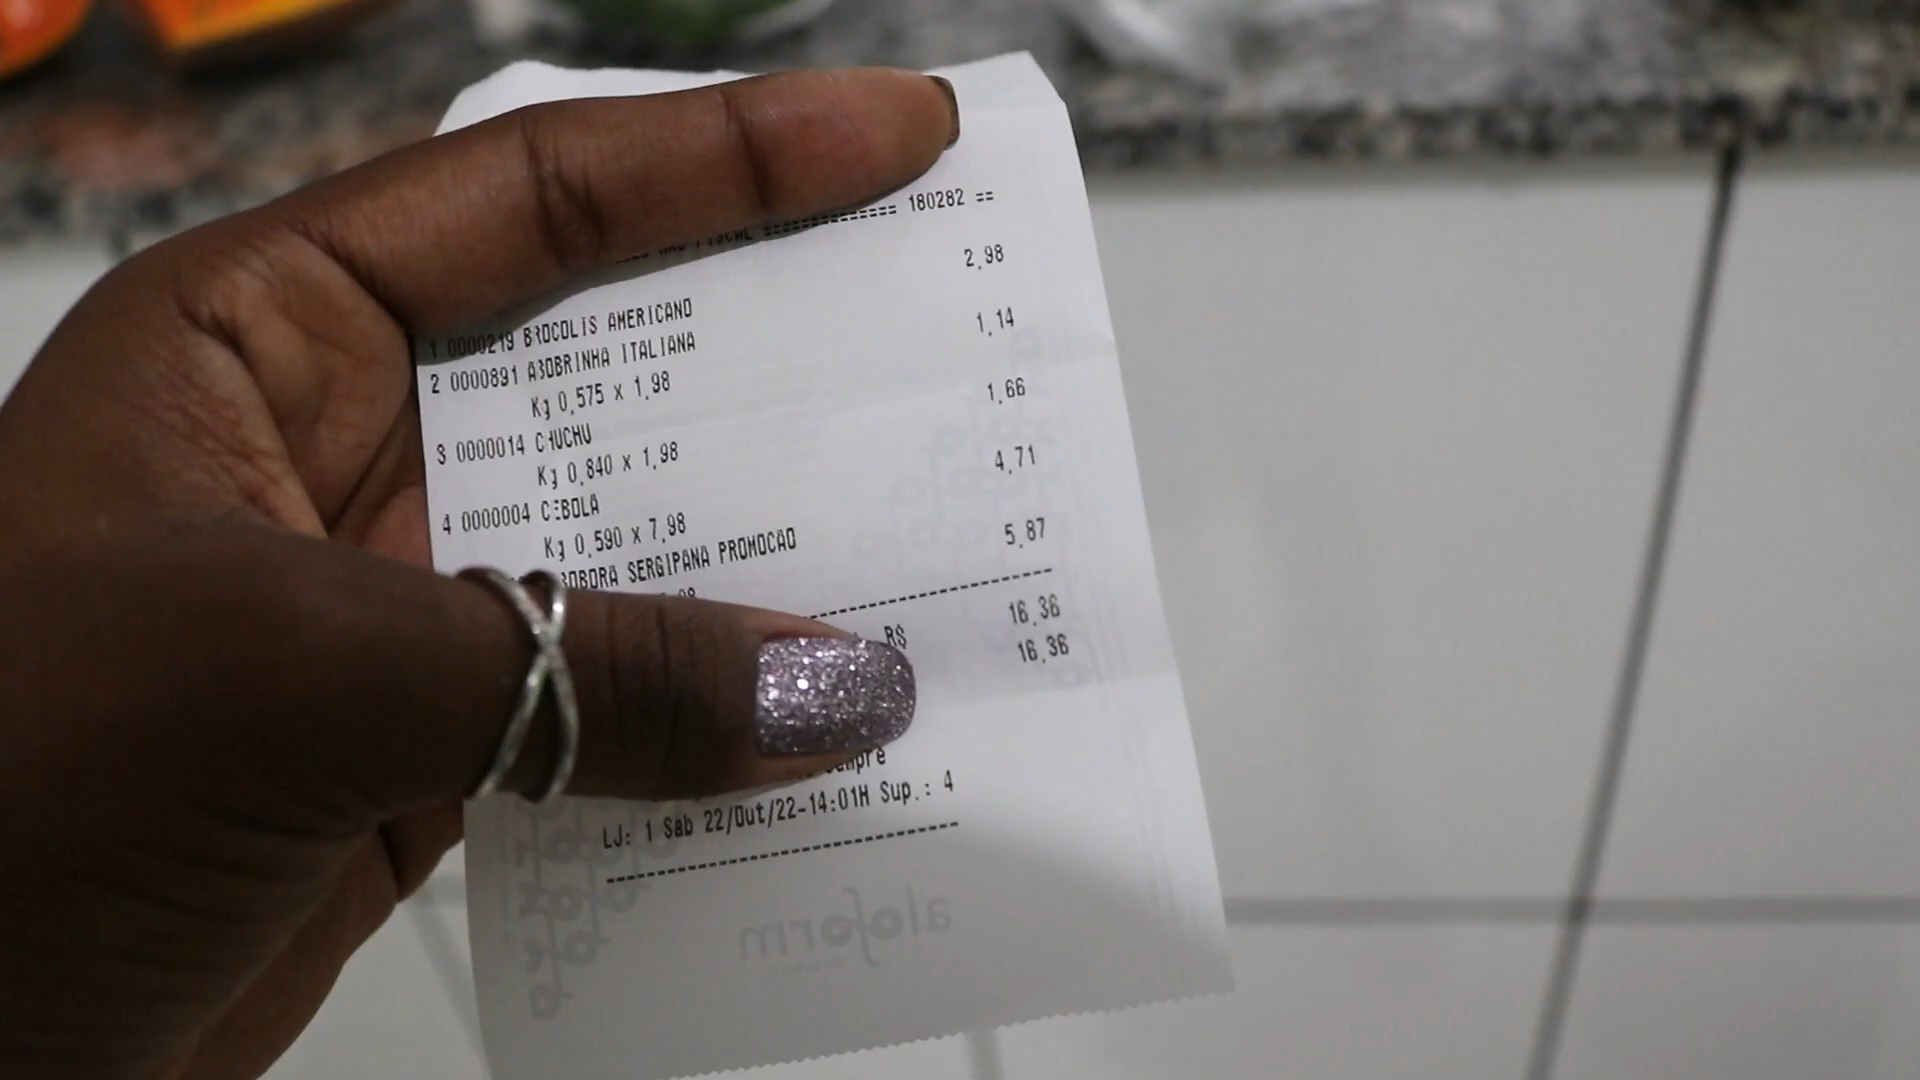 FISCAL ============= 180282 ==
1 0000219 BROCOLIS AMERICANO 2,98
2 0000891 ABOBRINHA ITALIANA
Kg 0,575 x 1,98 1,14
3 0000014 CHUCHU
Kg 0,840 x 1,98 1,66
4 0000004 CEBOLA
Kg 0,590 x 7,98 4,71
SERGIPANA PROMOCAO
5,87
R$ 16,36
16,36
LJ: 1 Sab 22/Out/22-14:01H Sup.: 4
aloform